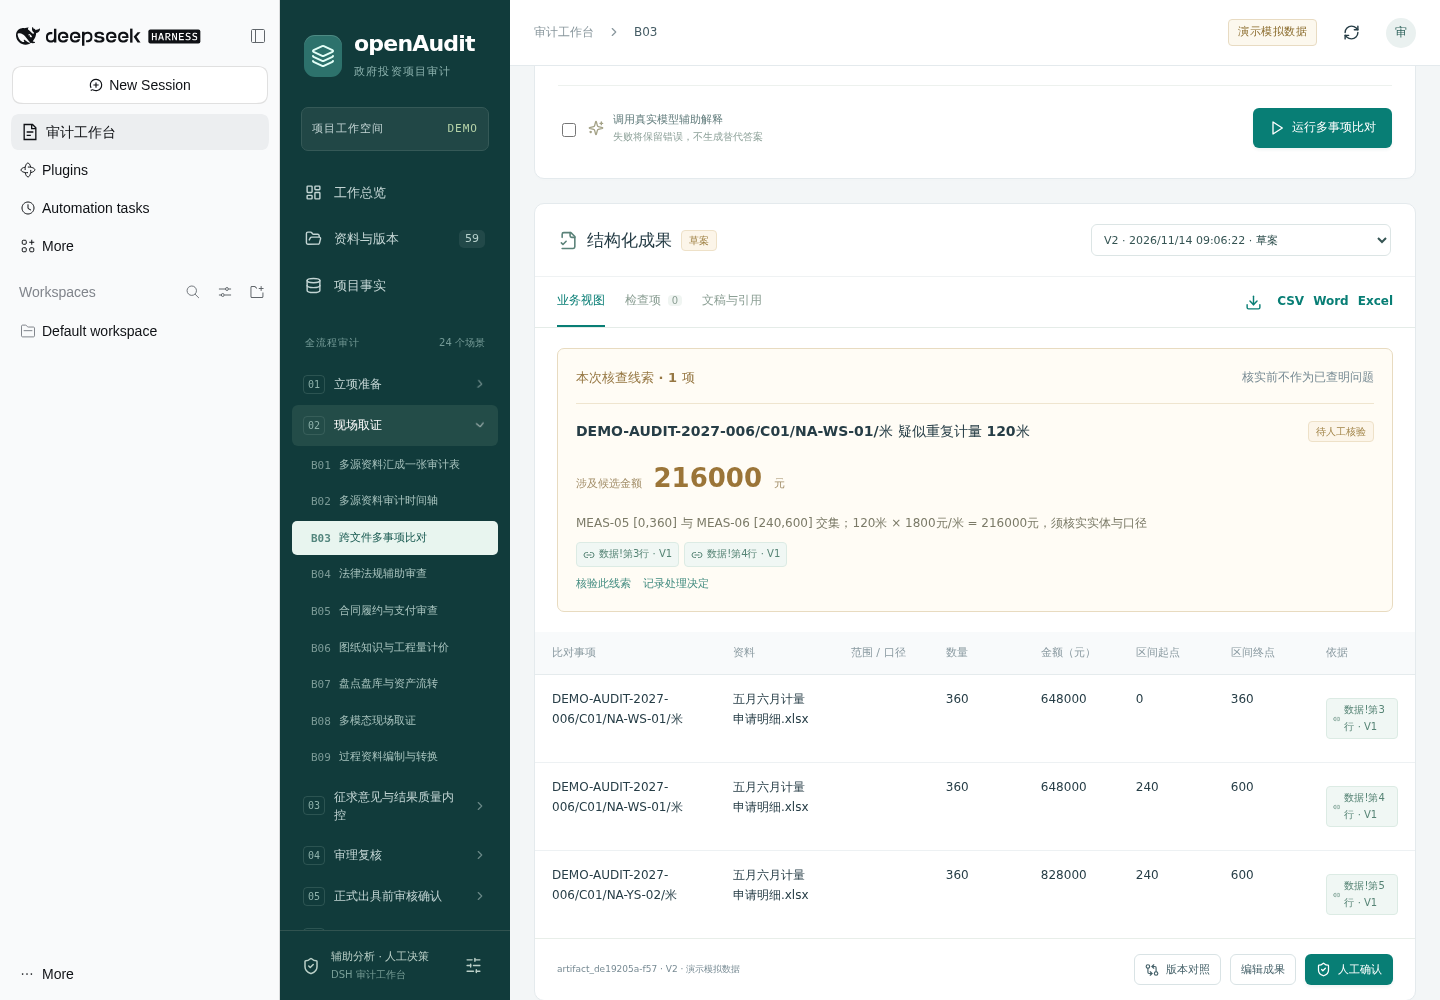 deepseek HARNESS
New Session
审计工作台
Plugins
Automation tasks
More
Workspaces
Default workspace
More
openAudit
政府投资项目审计
项目工作空间 DEMO
工作总览
资料与版本 59
项目事实
全流程审计 24 个场景
01 立项准备
02 现场取证
B01 多源资料汇成一张审计表
B02 多源资料审计时间轴
B03 跨文件多事项比对
B04 法律法规辅助审查
B05 合同履约与支付审查
B06 图纸知识与工程量计价
B07 盘点盘库与资产流转
B08 多模态现场取证
B09 过程资料编制与转换
03 征求意见与结果质量内
控
04 审理复核
05 正式出具前审核确认
辅助分析 · 人工决策
DSH 审计工作台
审计工作台 B03
演示模拟数据 审
调用真实模型辅助解释
失败将保留错误，不生成替代答案
运行多事项比对
结构化成果 草案
V2 · 2026/11/14 09:06:22 · 草案
业务视图 检查项 0 文稿与引用
CSV Word Excel
本次核查线索 · 1 项 核实前不作为已查明问题
DEMO-AUDIT-2027-006/C01/NA-WS-01/米 疑似重复计量 120米 待人工核验
涉及候选金额 216000 元
MEAS-05 [0,360] 与 MEAS-06 [240,600] 交集；120米 × 1800元/米 = 216000元，须核实实体与口径
数据!第3行 · V1 数据!第4行 · V1
核验此线索 记录处理决定
比对事项 资料 范围 / 口径 数量 金额（元） 区间起点 区间终点 依据
DEMO-AUDIT-2027- 五月六月计量 360 648000 0 360 数据!第3
006/C01/NA-WS-01/米 申请明细.xlsx 行 · V1
DEMO-AUDIT-2027- 五月六月计量 360 648000 240 600 数据!第4
006/C01/NA-WS-01/米 申请明细.xlsx 行 · V1
DEMO-AUDIT-2027- 五月六月计量 360 828000 240 600 数据!第5
006/C01/NA-YS-02/米 申请明细.xlsx 行 · V1
artifact_de19205a-f57 · V2 · 演示模拟数据
版本对照 编辑成果 人工确认